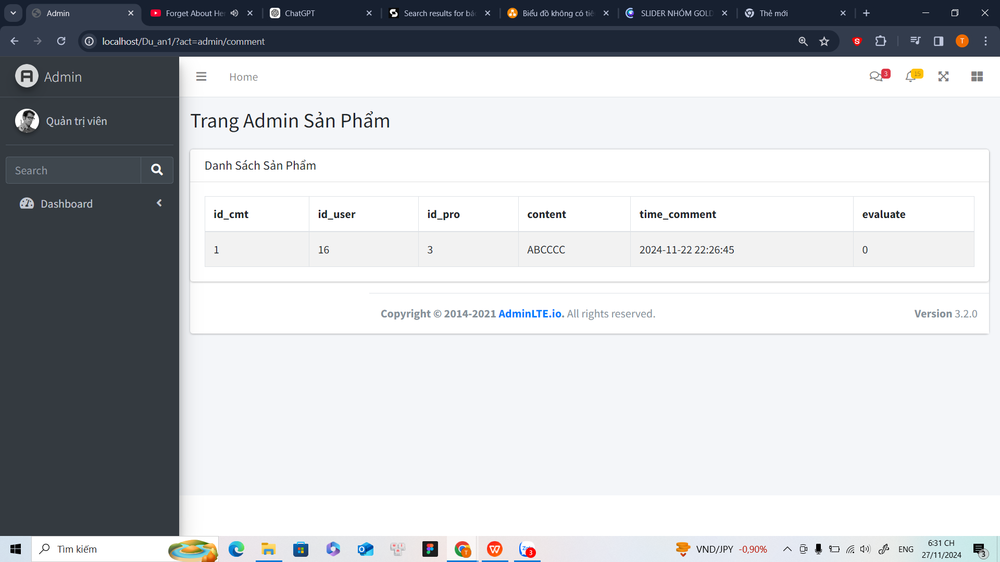 Admin
Forget About Her
ChatGPT
Search results for bác
Biểu đồ không có tiê
SLIDER NHÓM GOLD
Thẻ mới
localhost/Du_an1/?act=admin/comment
S
T
Admin
Home
3
15
Quản trị viên
Search
Dashboard
Trang Admin Sản Phẩm
Danh Sách Sản Phẩm
id_cmt id_user id_pro content time_comment evaluate
1 16 3 ABCCCC 2024-11-22 22:26:45 0
Copyright © 2014-2021 AdminLTE.io. All rights reserved.
Version 3.2.0
Tìm kiếm
T
3
VND/JPY -0,90%
ENG
6:31 CH
27/11/2024
3